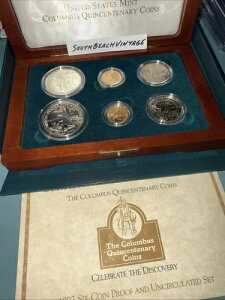 UNITED STATES MINT
COLUMBUS QUINCENTENARY COINS
SOUTHBEACHVINTAGE
THE COLUMBUS QUINCENTENARY COINS
The Columbus
Quincentenary
Coins
CELEBRATE THE DISCOVERY
1992 SIX-COIN PROOF AND UNCIRCULATED SET